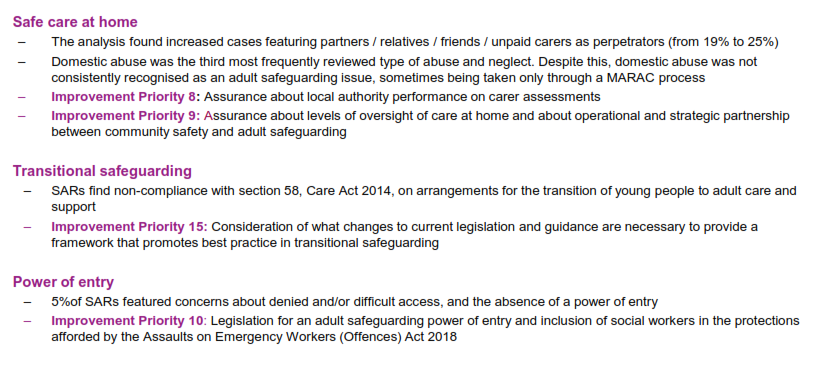 Safe care at home
– The analysis found increased cases featuring partners / relatives / friends / unpaid carers as perpetrators (from 19% to 25%)
– Domestic abuse was the third most frequently reviewed type of abuse and neglect. Despite this, domestic abuse was not
consistently recognised as an adult safeguarding issue, sometimes being taken only through a MARAC process
– Improvement Priority 8: Assurance about local authority performance on carer assessments
– Improvement Priority 9: Assurance about levels of oversight of care at home and about operational and strategic partnership
between community safety and adult safeguarding
Transitional safeguarding
– SARs find non-compliance with section 58, Care Act 2014, on arrangements for the transition of young people to adult care and
support
– Improvement Priority 15: Consideration of what changes to current legislation and guidance are necessary to provide a
framework that promotes best practice in transitional safeguarding
Power of entry
– 5%of SARs featured concerns about denied and/or difficult access, and the absence of a power of entry
– Improvement Priority 10: Legislation for an adult safeguarding power of entry and inclusion of social workers in the protections
afforded by the Assaults on Emergency Workers (Offences) Act 2018